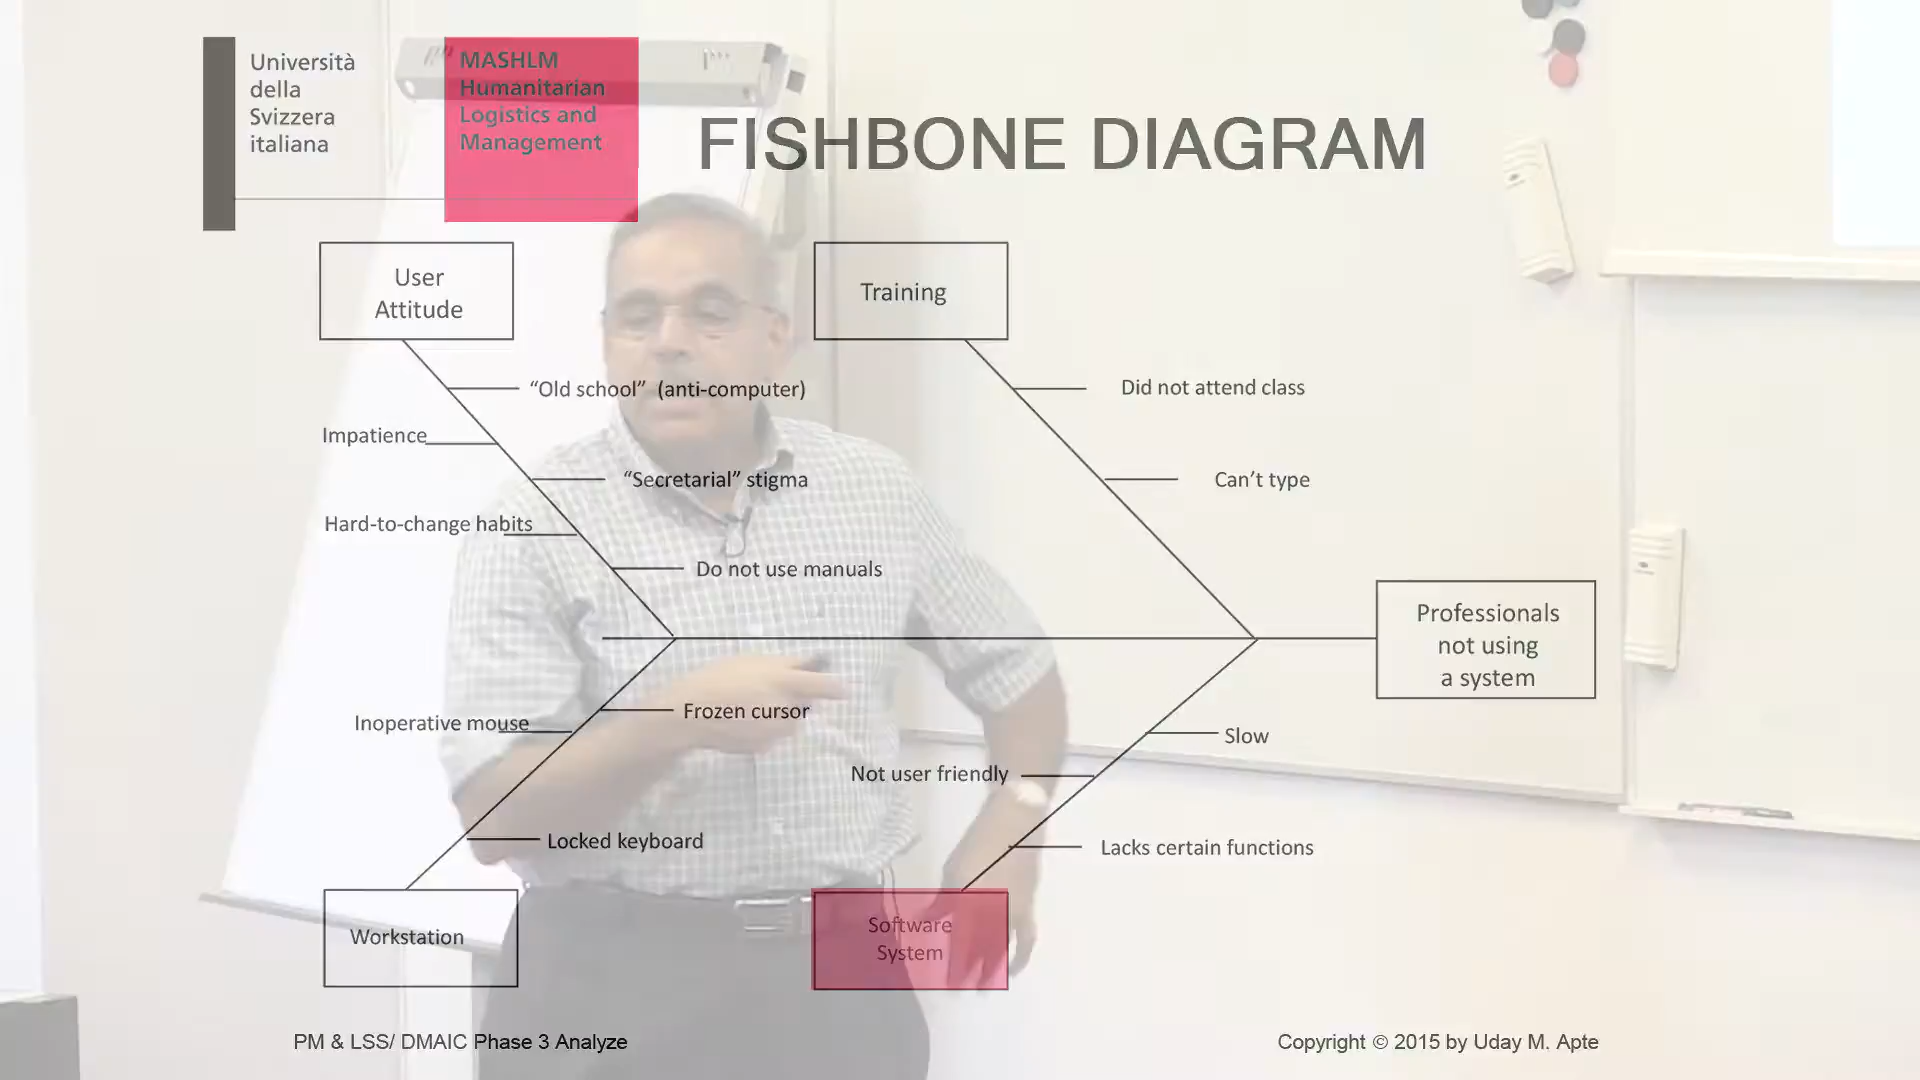 Università
della
Svizzera
italiana
MASHLM
Humanitarian
Logistics and
Management
FISHBONE DIAGRAM
User
Attitude
Training
“Old school” (anti-computer)
Did not attend class
Impatience
“Secretarial” stigma
Can’t type
Hard-to-change habits
Do not use manuals
Professionals
not using
a system
Frozen cursor
Inoperative mouse
Slow
Not user friendly
Locked keyboard
Lacks certain functions
Workstation
Software
System
PM & LSS/ DMAIC Phase 3 Analyze
Copyright © 2015 by Uday M. Apte